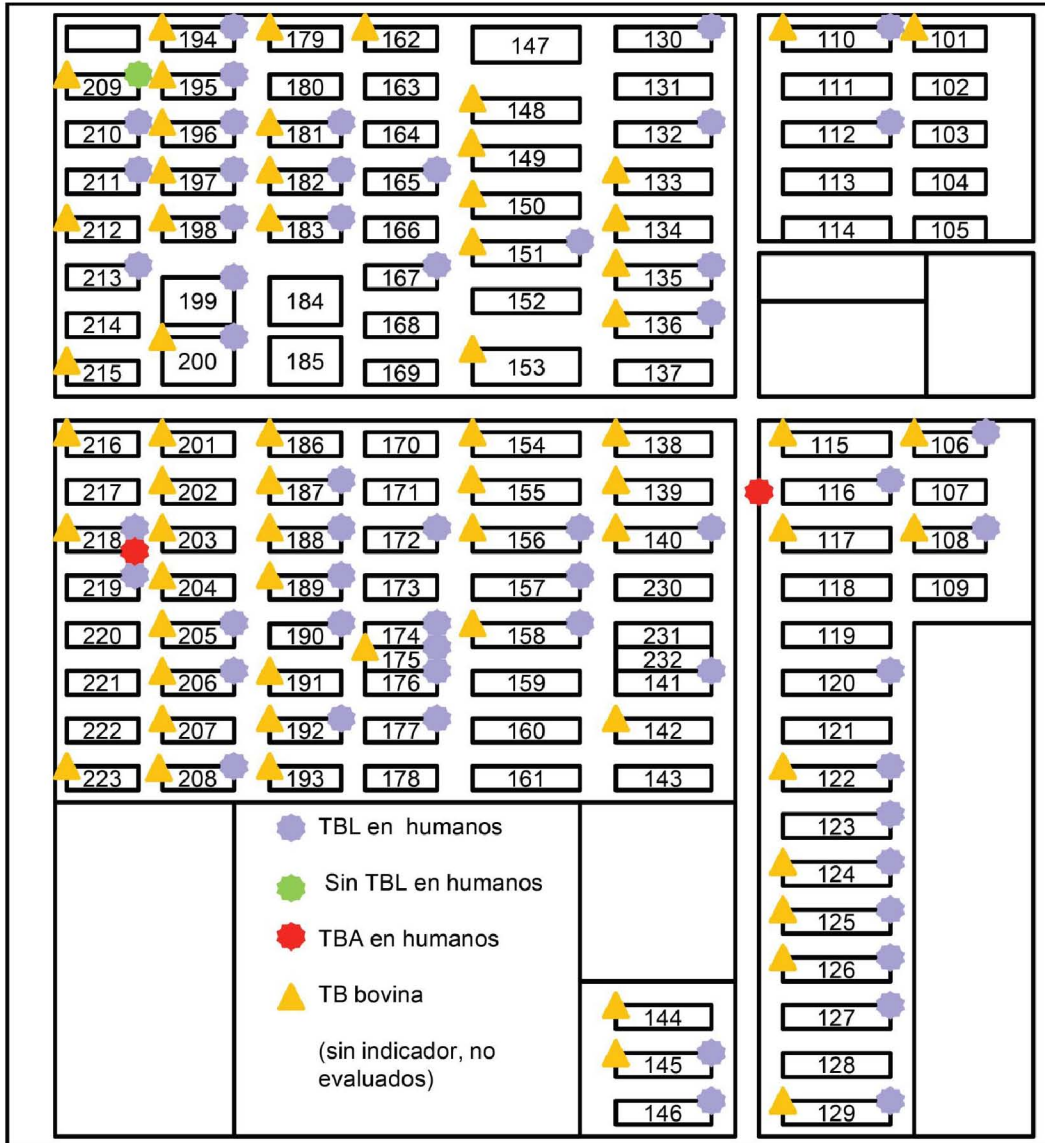 194 179 162 147 130 110 101
209 195 180 163 131 111 102
148
210 196 181 164 132 112 103
149
211 197 182 165 133 113 104
150
212 198 183 166 134 114 105
151
213 167 135
199 184 152
214 168 136
200 185 153
215 169 137
216 201 186 170 154 138 115 106
217 202 187 171 155 139 116 107
218 203 188 172 156 140 117 108
219 204 189 173 157 230 118 109
220 205 190 174 158 231 119
175 232
221 206 191 176 159 141 120
222 207 192 177 160 142 121
223 208 193 178 161 143 122
TBL en humanos
123
Sin TBL en humanos
124
TBA en humanos
125
126
TB bovina
144 127
(sin indicador, no
145 128
evaluados)
146 129